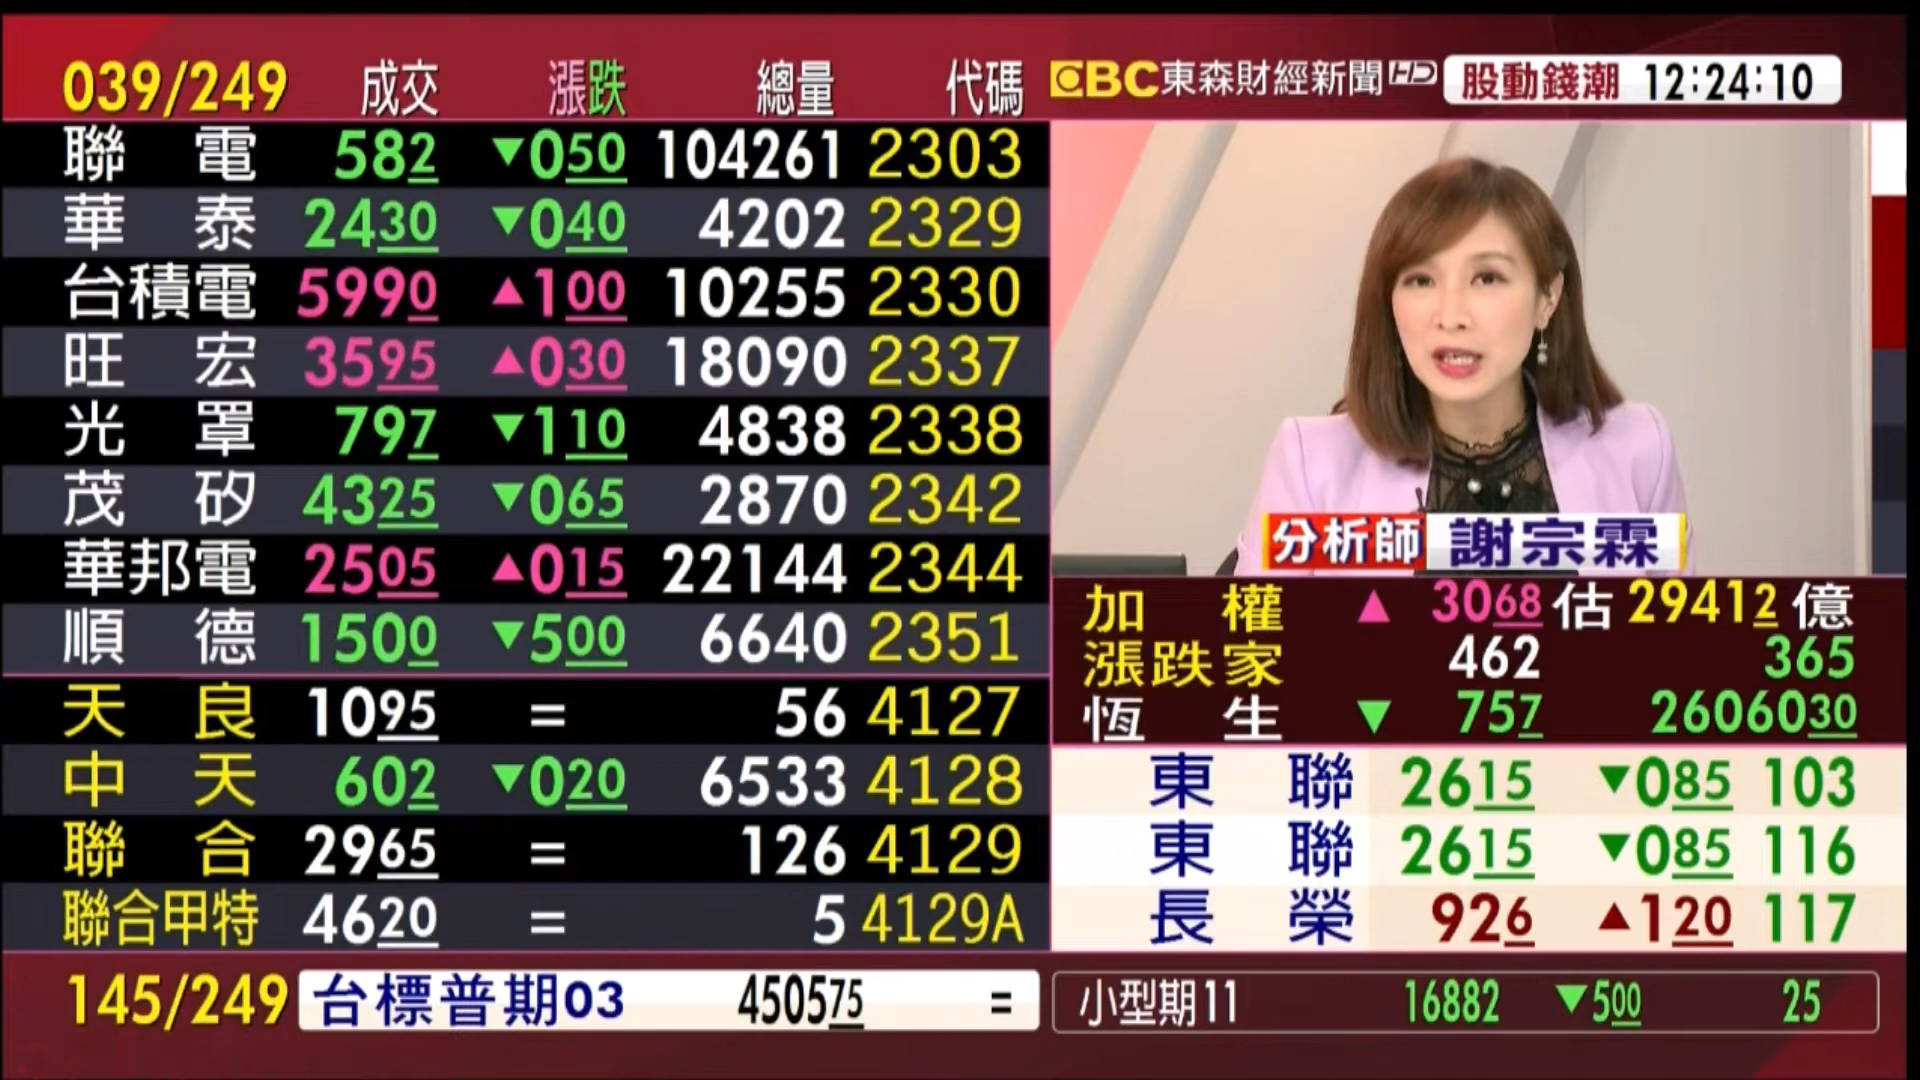 039/249 成交 漲跌 總量 代碼
聯電 582 ▼050 104261 2303
華泰 2430 ▼040 4202 2329
台積電 5990 ▲100 10255 2330
旺宏 3595 ▲030 18090 2337
光罩 797 ▼110 4838 2338
茂矽 4325 ▼065 2870 2342
華邦電 2505 ▲015 22144 2344
順德 1500 ▼500 6640 2351
天良 1095 = 56 4127
中天 602 ▼020 6533 4128
聯合 2965 = 126 4129
聯合甲特 4620 = 5 4129A
145/249 台標普期03 450575 =
EBC東森財經新聞HD 股動錢潮 12:24:10
分析師 謝宗霖
加權 ▲ 3068 估 29412 億
漲跌家 462 365
恆生 ▼ 757 2606030
東聯 2615 ▼085 103
東聯 2615 ▼085 116
長榮 926 ▲120 117
小型期11 16882 ▼500 25